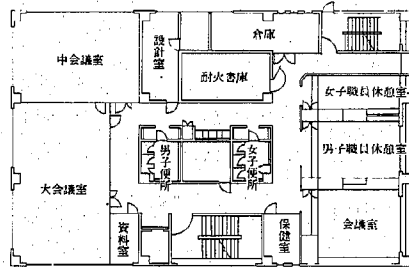 中会議室
設計室
倉庫
耐火書庫
女子職員休憩室
男子便所
女子便所
男子職員休憩室
大会議室
資料室
保健室
会議室